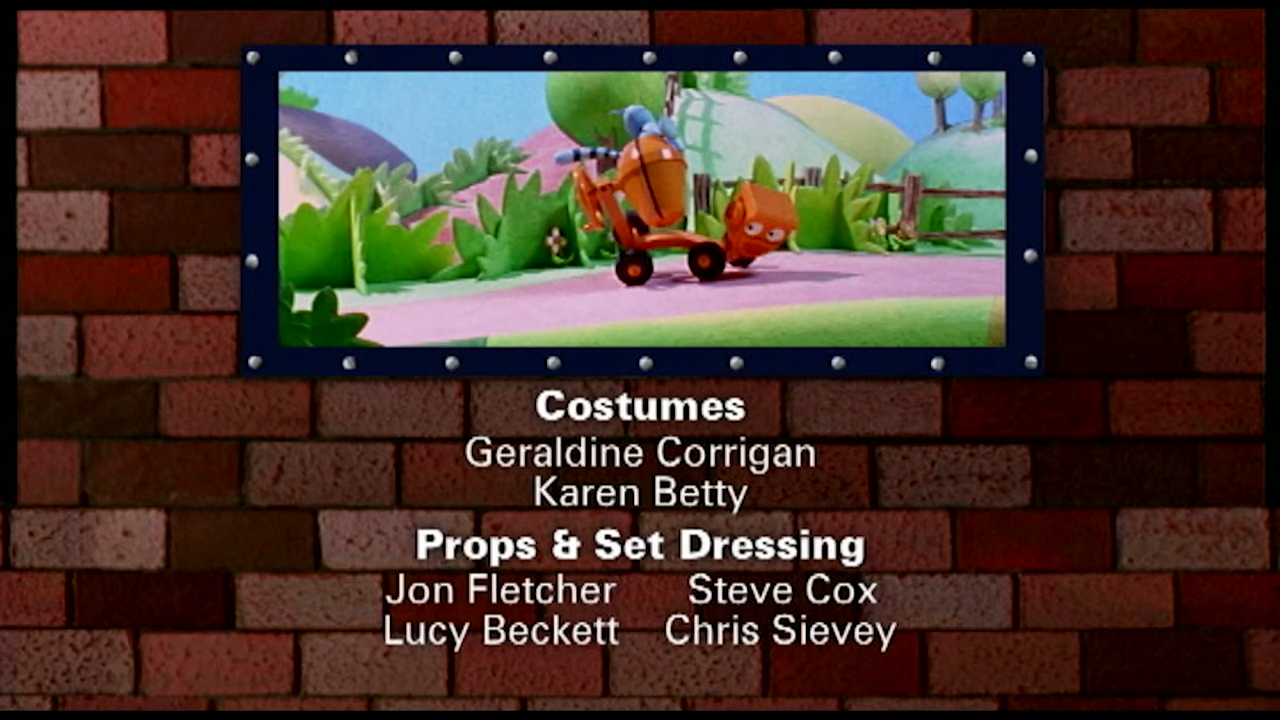 Costumes
Geraldine Corrigan
Karen Betty
Props & Set Dressing
Jon Fletcher Steve Cox
Lucy Beckett Chris Sievey